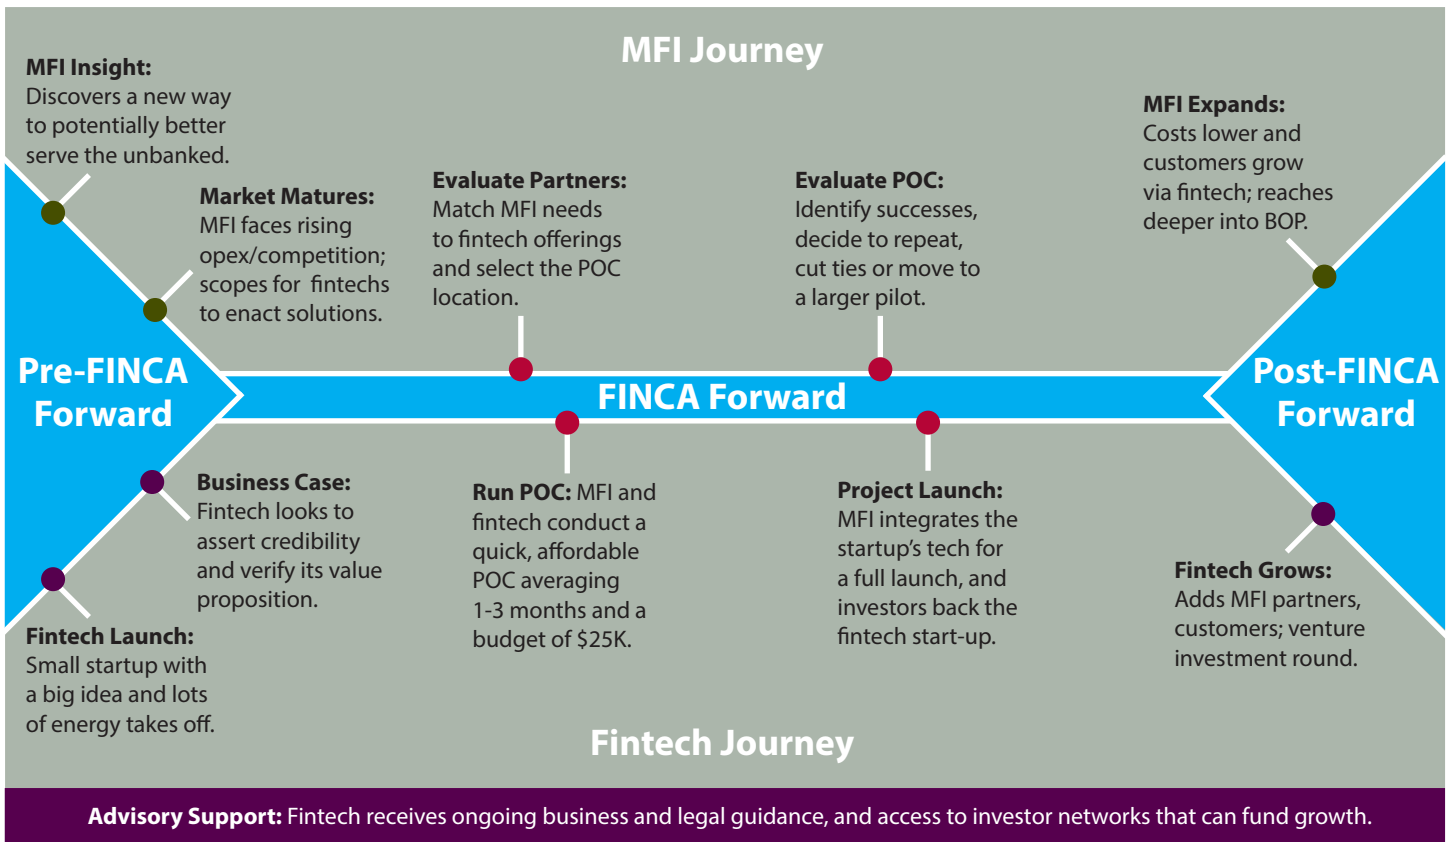 MFI Journey
MFI Insight:
Discovers a new way
to potentially better
serve the unbanked.
Market Matures:
MFI faces rising
opex/competition;
scopes for fintechs
to enact solutions.
Evaluate Partners:
Match MFI needs
to fintech offerings
and select the POC
location.
Evaluate POC:
Identify successes,
decide to repeat,
cut ties or move to
a larger pilot.
MFI Expands:
Costs lower and
customers grow
via fintech; reaches
deeper into BOP.
Pre-FINCA
Forward
FINCA Forward
Post-FINCA
Forward
Business Case:
Fintech looks to
assert credibility
and verify its value
proposition.
Fintech Launch:
Small startup with
a big idea and lots
of energy takes off.
Run POC: MFI and
fintech conduct a
quick, affordable
POC averaging
1-3 months and a
budget of $25K.
Project Launch:
MFI integrates the
startup’s tech for
a full launch, and
investors back the
fintech start-up.
Fintech Grows:
Adds MFI partners,
customers; venture
investment round.
Fintech Journey
Advisory Support: Fintech receives ongoing business and legal guidance, and access to investor networks that can fund growth.